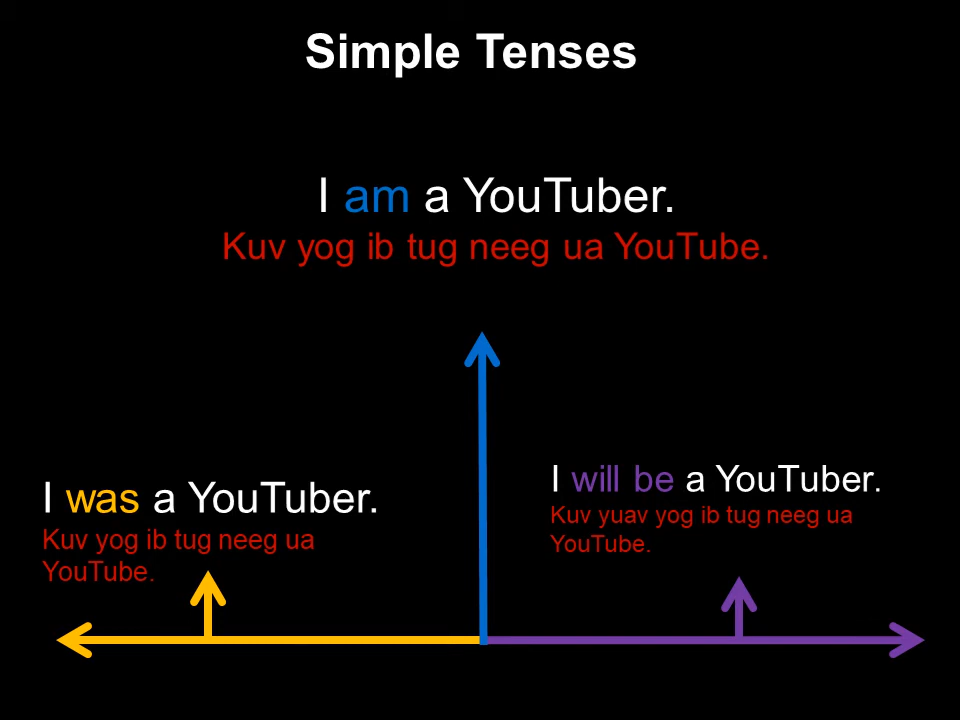 Simple Tenses
I am a YouTuber.
Kuv yog ib tug neeg ua YouTube.
I was a YouTuber.
Kuv yog ib tug neeg ua
YouTube.
I will be a YouTuber.
Kuv yuav yog ib tug neeg ua
YouTube.